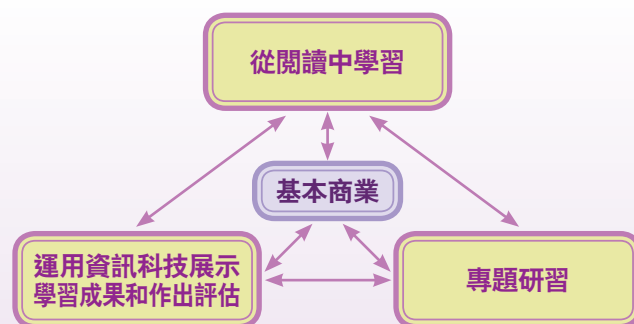 從閱讀中學習
基本商業
運用資訊科技展示
學習成果和作出評估
專題研習